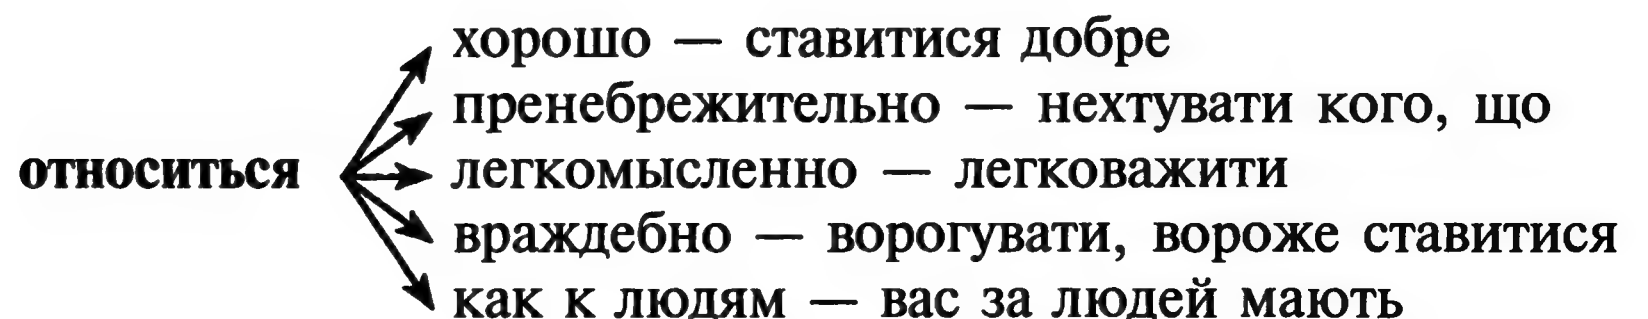 хорошо — ставитися добре
пренебрежительно — нехтувати кого, що
относиться легкомысленно — легковажити
враждебно — ворогувати, вороже ставитися
как к людям — вас за людей мають